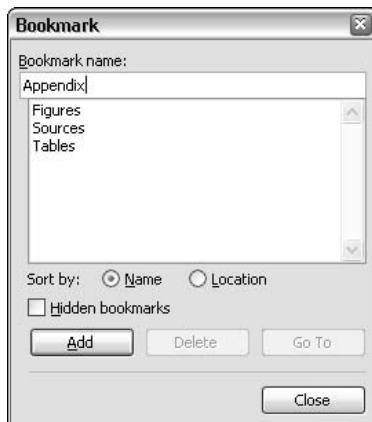 Bookmark
Bookmark name:
Appendix
Figures
Sources
Tables
Sort by: Name Location
Hidden bookmarks
Add Delete Go To
Close